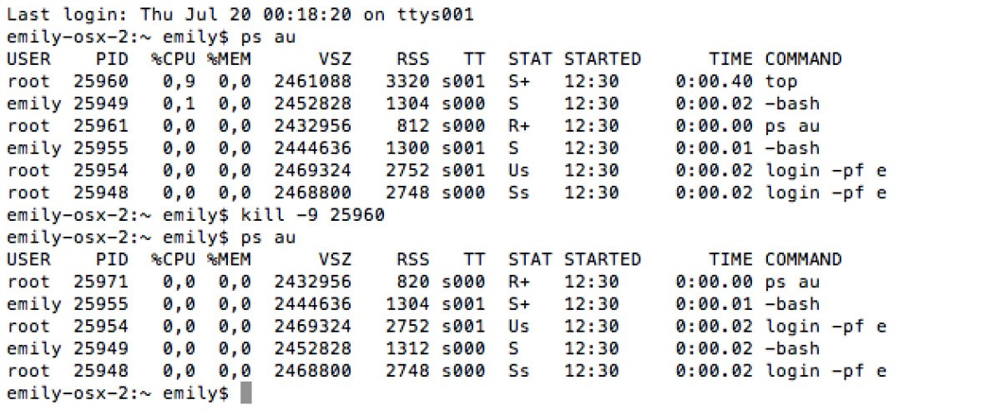 Last login: Thu Jul 20 00:18:20 on ttys001
emily-osx-2:~ emily$ ps au
USER PID %CPU %MEM VSZ RSS TT STAT STARTED TIME COMMAND
root 25960 0,9 0,0 2461088 3320 s001 S+ 12:30 0:00.40 top
emily 25949 0,1 0,0 2452828 1304 s000 S 12:30 0:00.02 -bash
root 25961 0,0 0,0 2432956 812 s000 R+ 12:30 0:00.00 ps au
emily 25955 0,0 0,0 2444636 1300 s001 S 12:30 0:00.01 -bash
root 25954 0,0 0,0 2469324 2752 s001 Us 12:30 0:00.02 login -pf e
root 25948 0,0 0,0 2468800 2748 s000 Ss 12:30 0:00.02 login -pf e
emily-osx-2:~ emily$ kill -9 25960
emily-osx-2:~ emily$ ps au
USER PID %CPU %MEM VSZ RSS TT STAT STARTED TIME COMMAND
root 25971 0,0 0,0 2432956 820 s000 R+ 12:30 0:00.00 ps au
emily 25955 0,0 0,0 2444636 1304 s001 S+ 12:30 0:00.01 -bash
root 25954 0,0 0,0 2469324 2752 s001 Us 12:30 0:00.02 login -pf e
emily 25949 0,0 0,0 2452828 1312 s000 S 12:30 0:00.02 -bash
root 25948 0,0 0,0 2468800 2748 s000 Ss 12:30 0:00.02 login -pf e
emily-osx-2:~ emily$